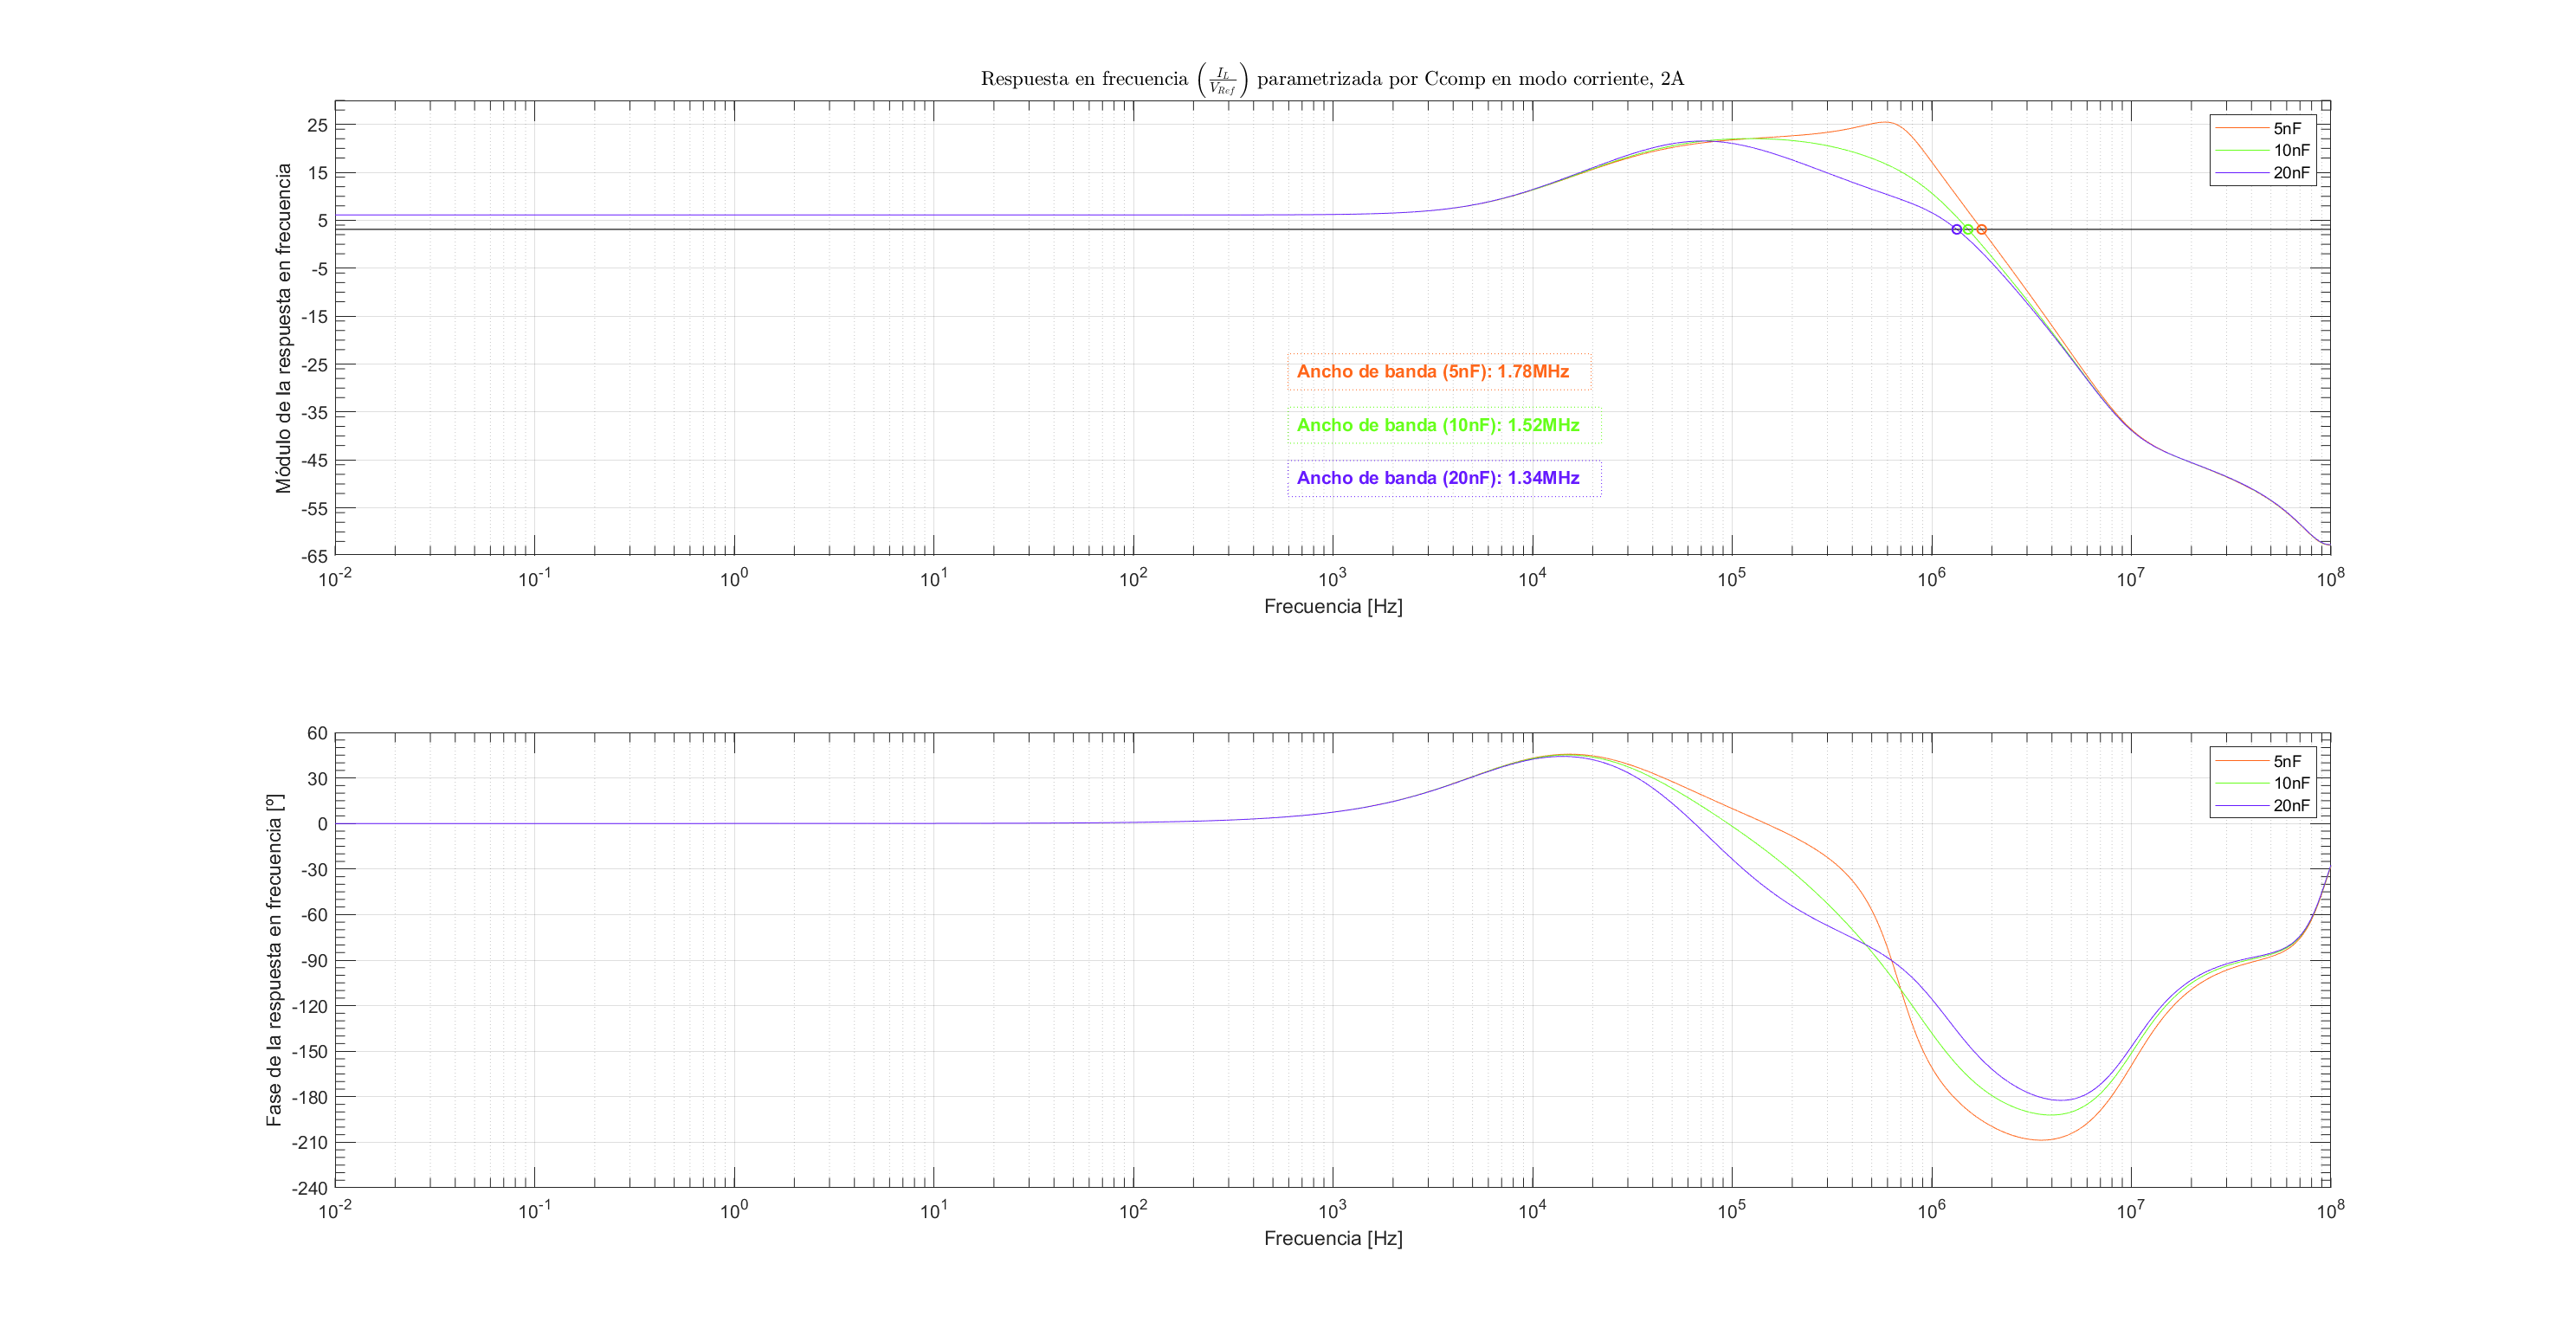 Respuesta en frecuencia (I_L/V_Ref) parametrizada por Ccomp en modo corriente, 2A
Módulo de la respuesta en frecuencia
25
15
5
-5
-15
-25
-35
-45
-55
-65
5nF
10nF
20nF
Ancho de banda (5nF): 1.78MHz
Ancho de banda (10nF): 1.52MHz
Ancho de banda (20nF): 1.34MHz
10^-2 10^-1 10^0 10^1 10^2 10^3 10^4 10^5 10^6 10^7 10^8
Frecuencia [Hz]
Fase de la respuesta en frecuencia [º]
60
30
0
-30
-60
-90
-120
-150
-180
-210
-240
5nF
10nF
20nF
10^-2 10^-1 10^0 10^1 10^2 10^3 10^4 10^5 10^6 10^7 10^8
Frecuencia [Hz]